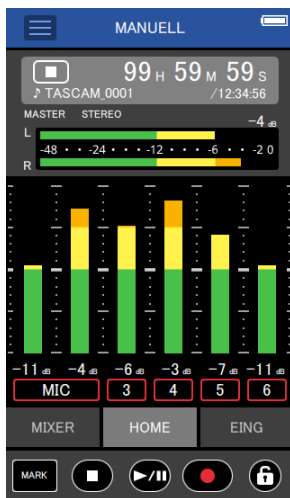 MANUELL
99 H 59 M 59 S
♪ TASCAM_0001 /12:34:56
MASTER STEREO -4 dB
L
-48 • • -24 • • • -12 • • • -6 • • -2 0
R
-11 dB -4 dB -6 dB -3 dB -7 dB -11 dB
MIC 3 4 5 6
MIXER HOME EING
MARK